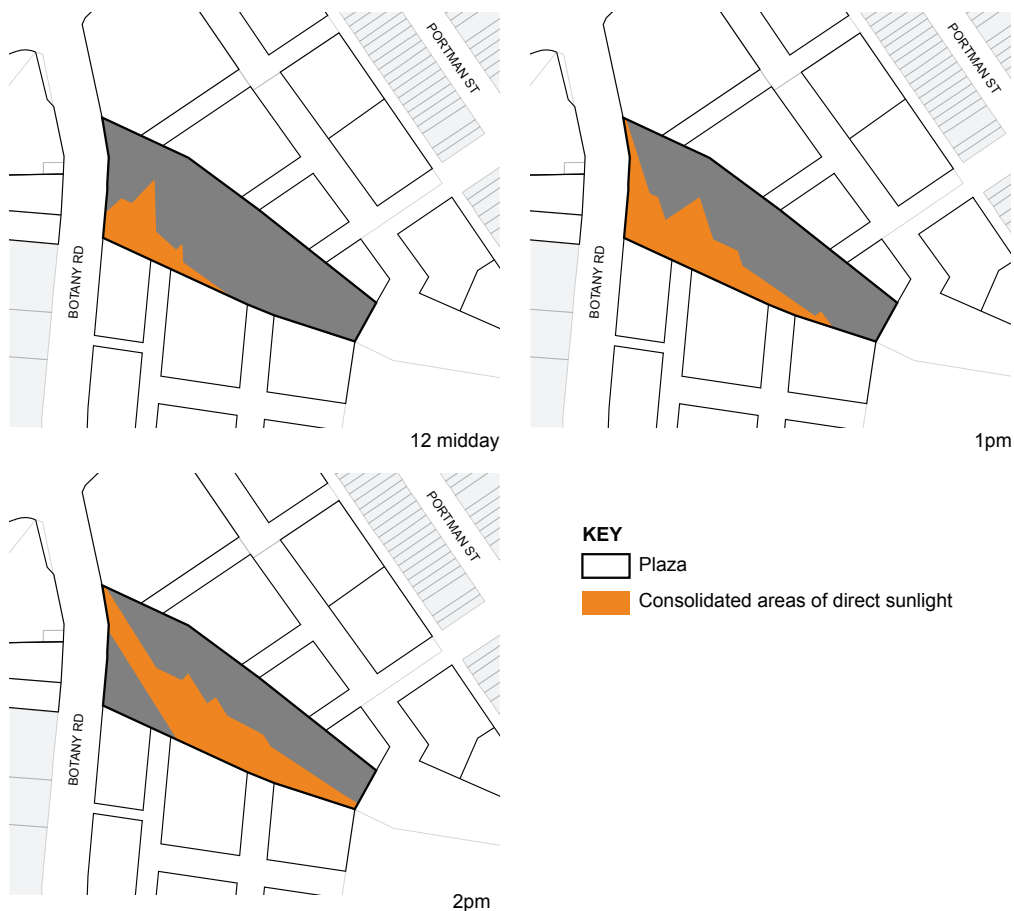 PORTMAN ST
BOTANY RD
12 midday
PORTMAN ST
BOTANY RD
1pm
PORTMAN ST
BOTANY RD
2pm
KEY
Plaza
Consolidated areas of direct sunlight